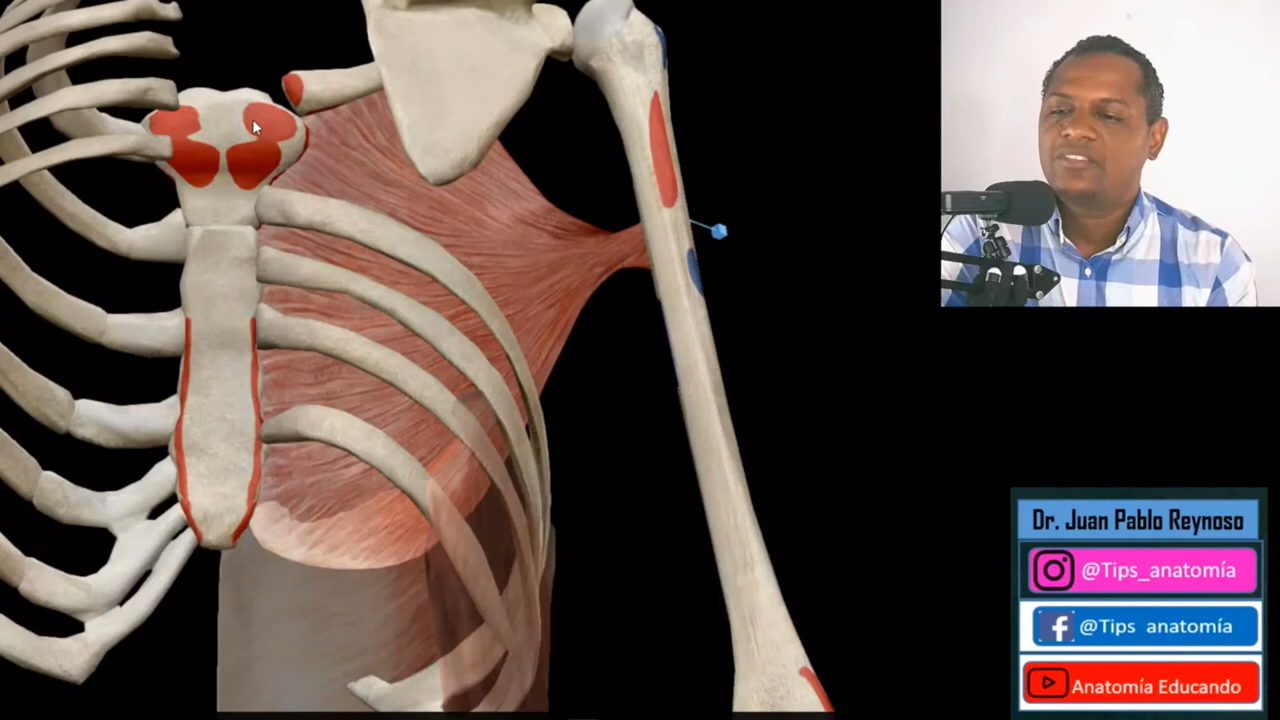 Dr. Juan Pablo Reynoso
@Tips_anatomía
@Tips anatomía
Anatomía Educando